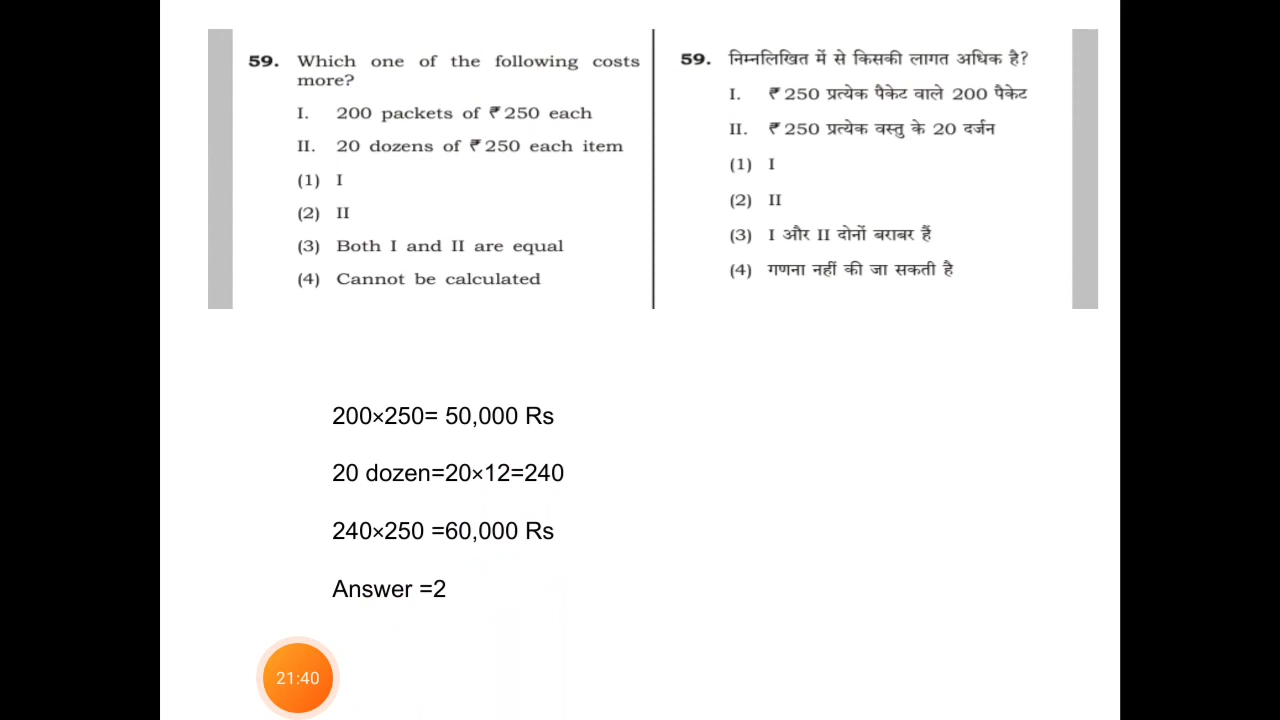 59. Which one of the following costs
more?
I. 200 packets of ₹250 each
II. 20 dozens of ₹250 each item
(1) I
(2) II
(3) Both I and II are equal
(4) Cannot be calculated
59. निम्नलिखित में से किसकी लागत अधिक है?
I. ₹250 प्रत्येक पैकेट वाले 200 पैकेट
II. ₹250 प्रत्येक वस्तु के 20 दर्जन
(1) I
(2) II
(3) I और II दोनों बराबर हैं
(4) गणना नहीं की जा सकती है
200×250= 50,000 Rs
20 dozen=20×12=240
240×250 =60,000 Rs
Answer =2
21:40